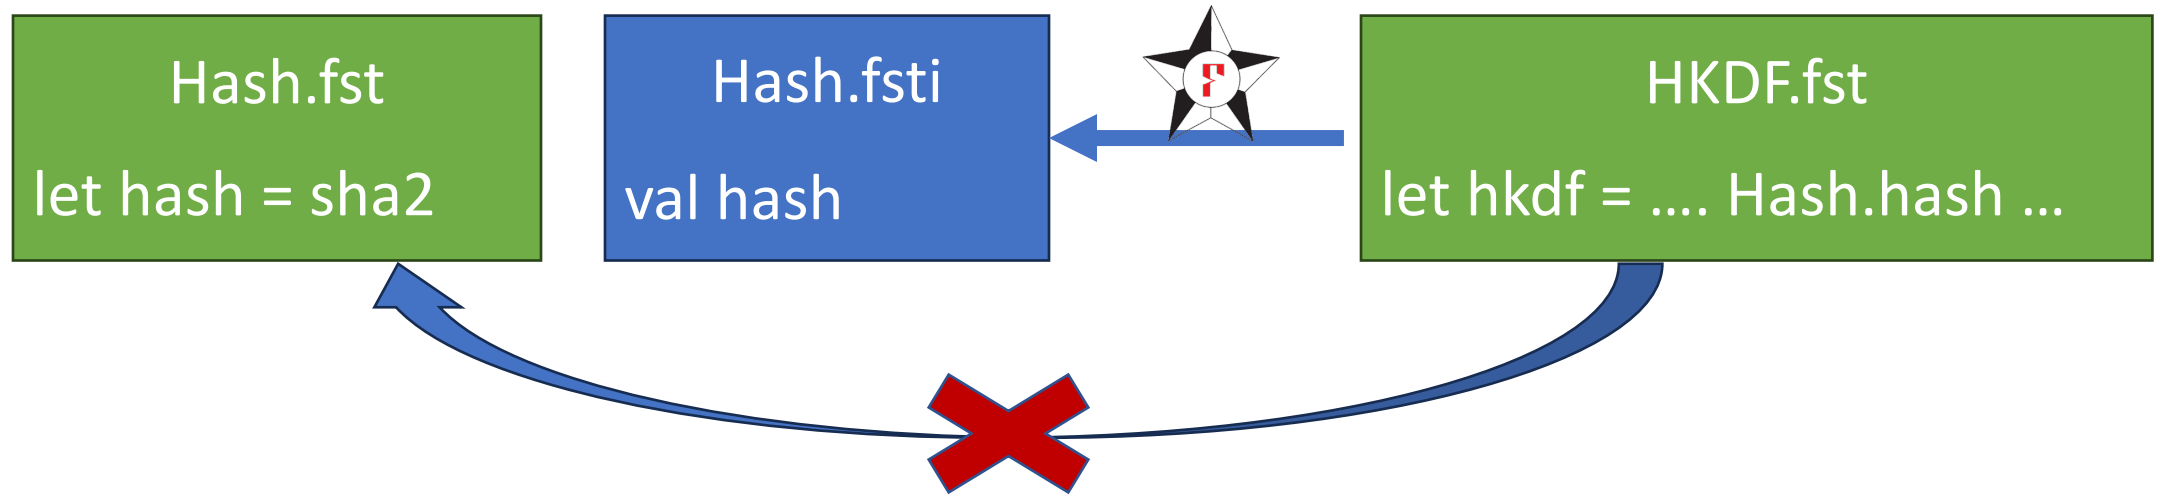 Hash.fst
let hash = sha2
Hash.fsti
val hash
F
HKDF.fst
let hkdf = .... Hash.hash ...